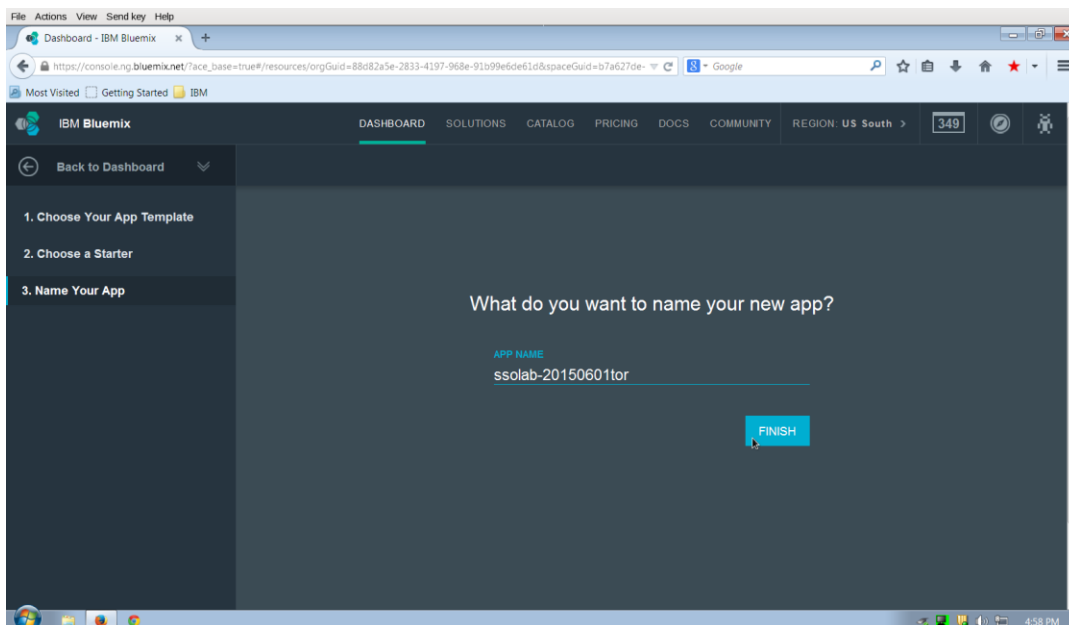 File Actions View Send key Help
Dashboard - IBM Bluemix × +
https://console.ng.bluemix.net/?ace_base=true#/resources/orgGuid=88d82a5e-2833-4197-968e-91b99e6de61d&spaceGuid=b7a627de- Google
Most Visited Getting Started IBM
IBM Bluemix DASHBOARD SOLUTIONS CATALOG PRICING DOCS COMMUNITY REGION: US South > 349
Back to Dashboard
1. Choose Your App Template
2. Choose a Starter
3. Name Your App
What do you want to name your new app?
APP NAME
ssolab-20150601tor
FINISH
4:58 PM